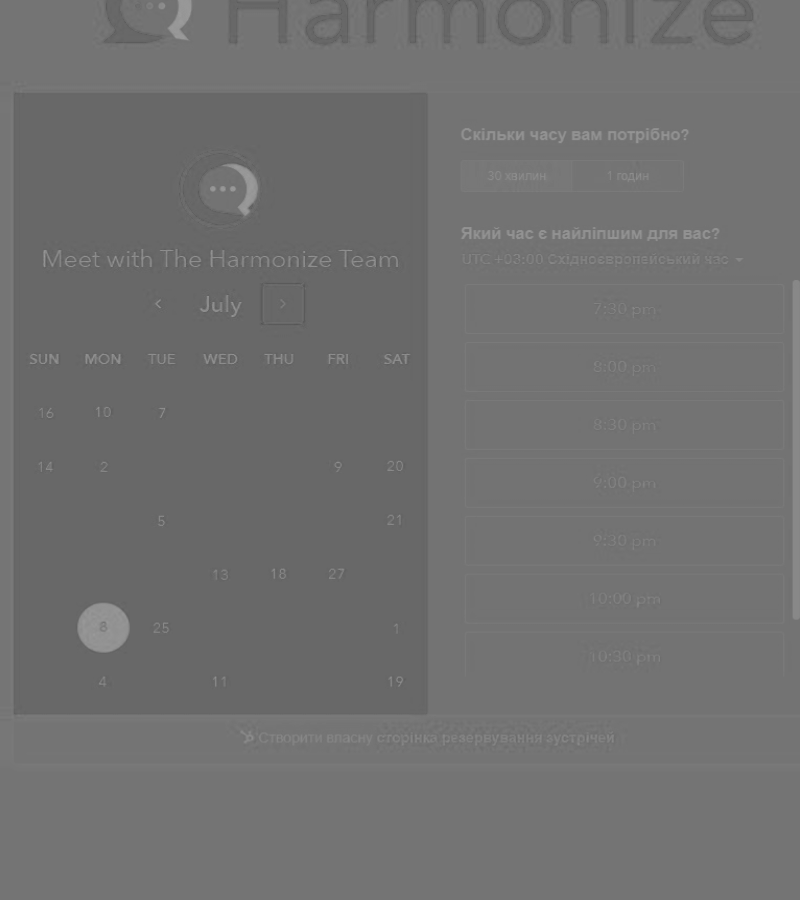 Harmonize
Скільки часу вам потрібно?
30 хвилин 1 годин
Який час є найліпшим для вас?
UTC +03:00 Східноєвропейський час
Meet with The Harmonize Team
July
SUN MON TUE WED THU FRI SAT
16 10 7
14 2 9 20
5 21
13 18 27
8 25 1
4 11 19
7:30 pm
8:00 pm
8:30 pm
9:00 pm
9:30 pm
10:00 pm
10:30 pm
Створити власну сторінка резервування зустрічей